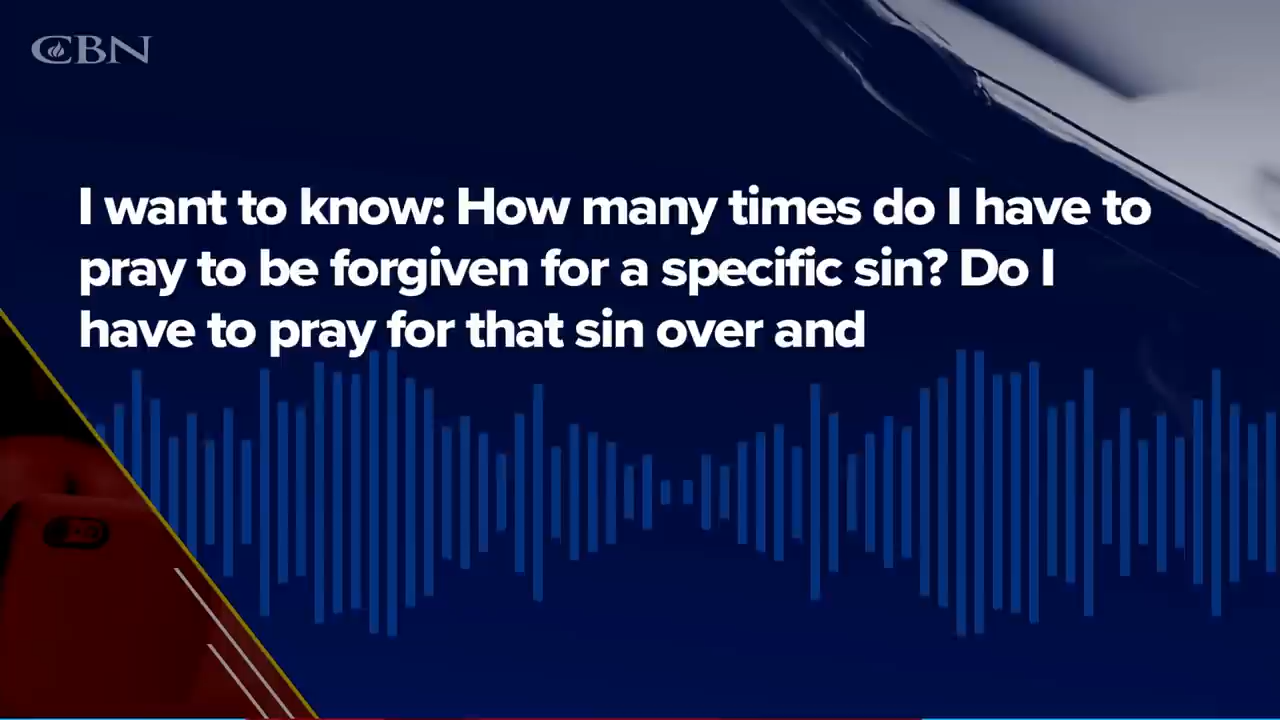 CBN
I want to know: How many times do I have to
pray to be forgiven for a specific sin? Do I
have to pray for that sin over and